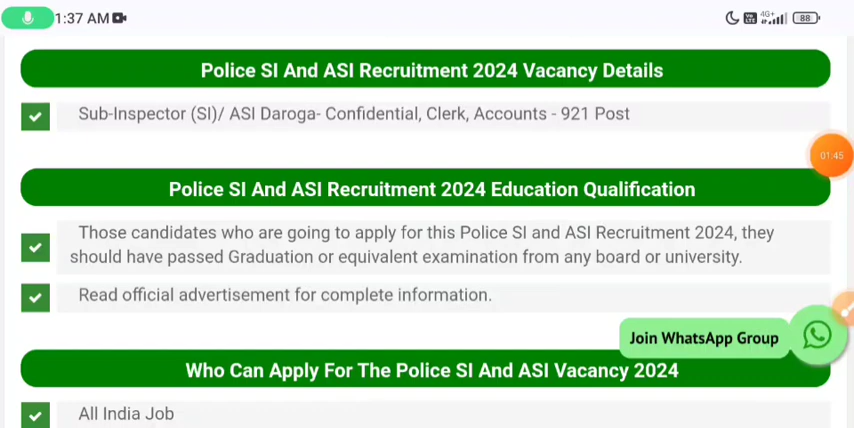 1:37 AM
4G+
88
Police SI And ASI Recruitment 2024 Vacancy Details
Sub-Inspector (SI)/ ASI Daroga- Confidential, Clerk, Accounts - 921 Post
01:45
Police SI And ASI Recruitment 2024 Education Qualification
Those candidates who are going to apply for this Police SI and ASI Recruitment 2024, they
should have passed Graduation or equivalent examination from any board or university.
Read official advertisement for complete information.
Join WhatsApp Group
Who Can Apply For The Police SI And ASI Vacancy 2024
All India Job